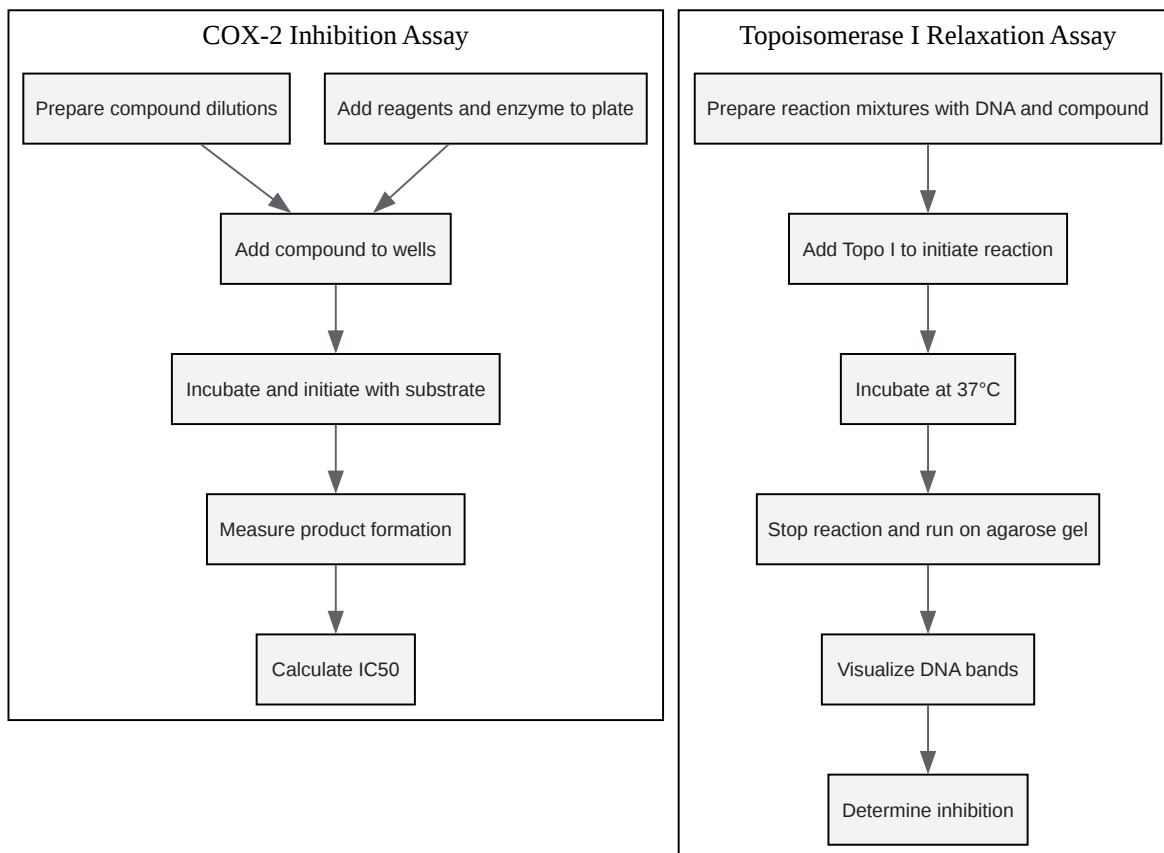 COX-2 Inhibition Assay
Prepare compound dilutions
Add reagents and enzyme to plate
Add compound to wells
Incubate and initiate with substrate
Measure product formation
Calculate IC50
Topoisomerase I Relaxation Assay
Prepare reaction mixtures with DNA and compound
Add Topo I to initiate reaction
Incubate at 37°C
Stop reaction and run on agarose gel
Visualize DNA bands
Determine inhibition